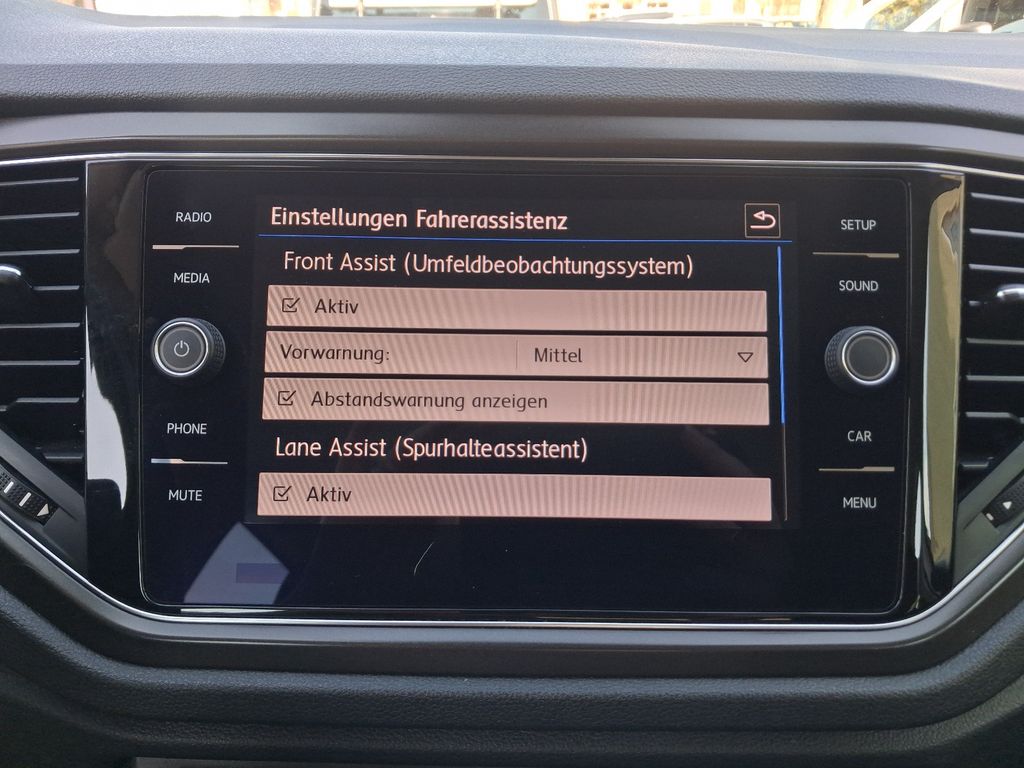 RADIO
MEDIA
PHONE
MUTE
Einstellungen Fahrerassistenz
Front Assist (Umfeldbeobachtungssystem)
Aktiv
Vorwarnung: Mittel
Abstandswarnung anzeigen
Lane Assist (Spurhalteassistent)
Aktiv
SETUP
SOUND
CAR
MENU